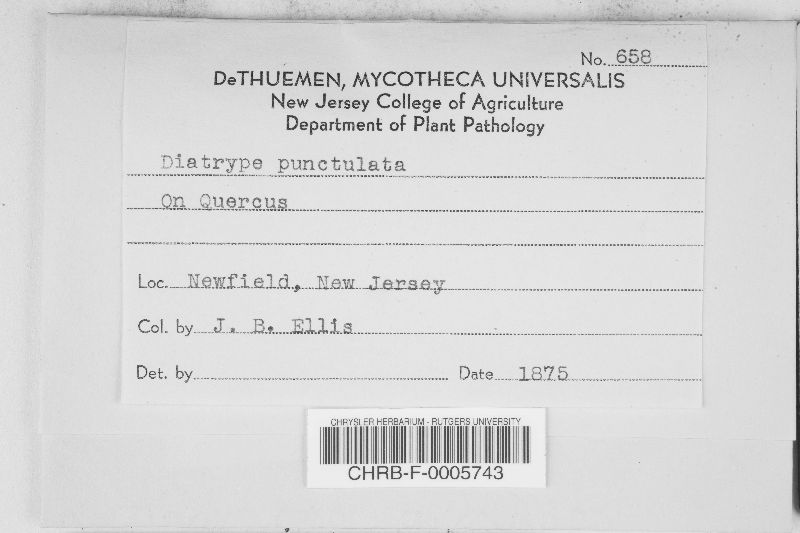 No. 658
DeTHUEMEN, MYCOTHECA UNIVERSALIS
New Jersey College of Agriculture
Department of Plant Pathology
Diatrype punctulata
On Quercus
Loc. Newfield, New Jersey
Col. by J. B. Ellis
Det. by Date 1875
CHRYSLER HERBARIUM - RUTGERS UNIVERSITY
CHRB-F-0005743